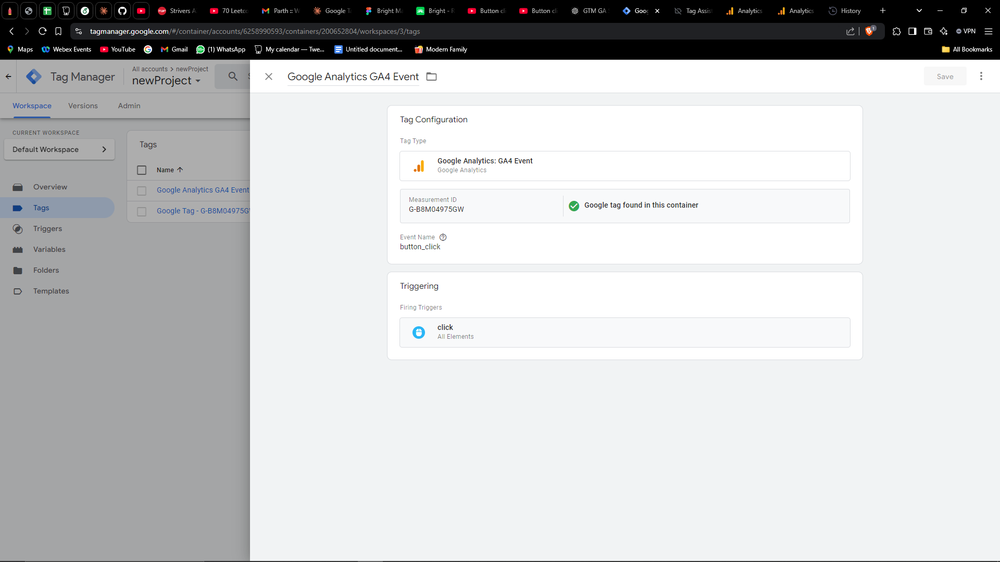 Strivers A
70 Leetco
Parth :: W
Google Ta
Bright Ma
Bright - R
Button cli
Button cli
GTM GA
Goog
Tag Assis
Analytics
Analytics
History
tagmanager.google.com/#/container/accounts/6258990593/containers/200652804/workspaces/3/tags
VPN
Maps
Webex Events
YouTube
Gmail
(1) WhatsApp
My calendar — Twe...
Untitled document...
Modern Family
All Bookmarks
Tag Manager
All accounts > newProject
newProject
Google Analytics GA4 Event
Save
Workspace
Versions
Admin
CURRENT WORKSPACE
Default Workspace
Overview
Tags
Triggers
Variables
Folders
Templates
Tags
Name
Google Analytics GA4 Event
Google Tag - G-B8M04975G
Tag Configuration
Tag Type
Google Analytics: GA4 Event
Google Analytics
Measurement ID
G-B8M04975GW
Google tag found in this container
Event Name
button_click
Triggering
Firing Triggers
click
All Elements